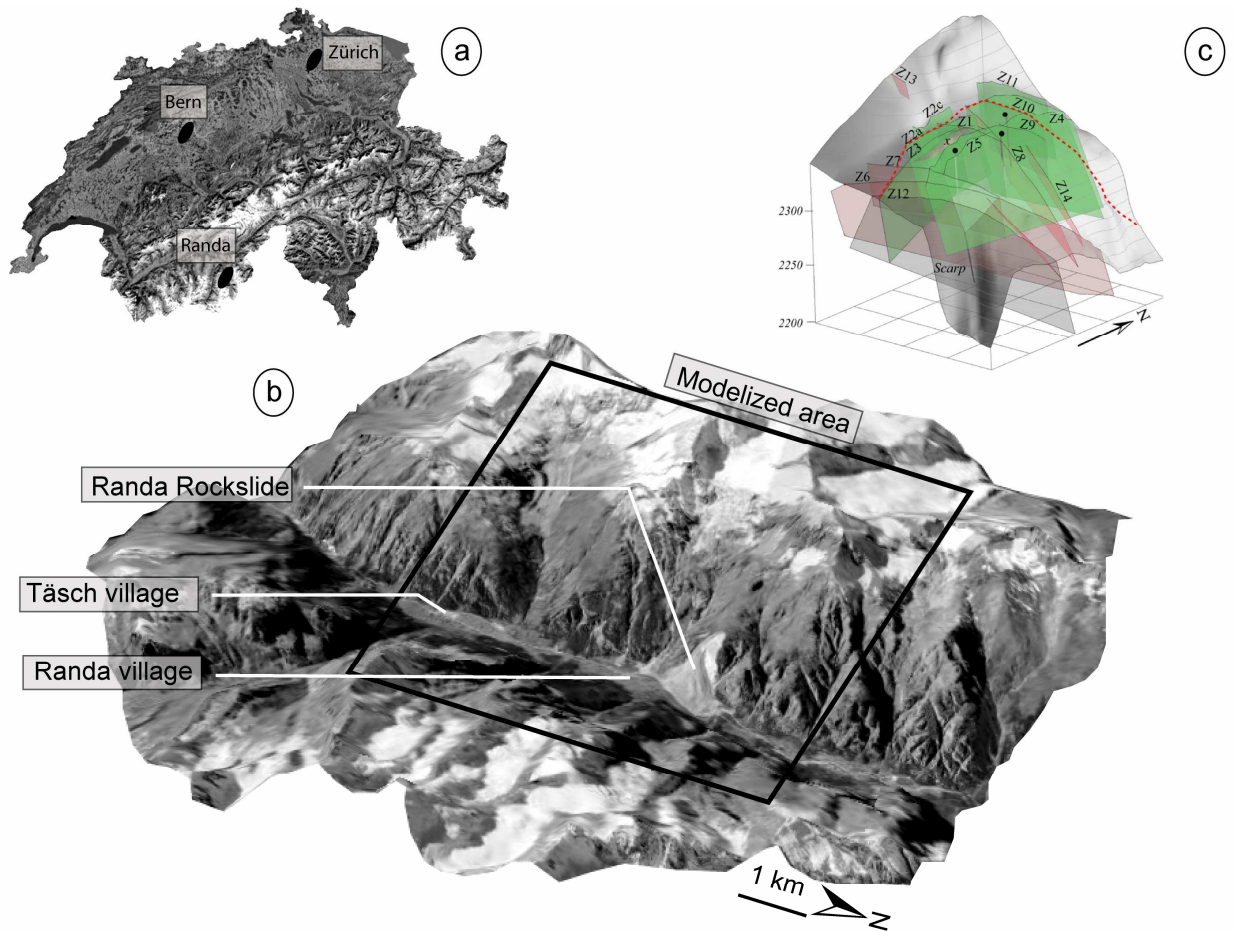 a
Zürich
Bern
Randa
c
Z13
Z11
Z2c
Z10
Z4
Z1
Z9
Z2a
x
Z3
Z5
Z8
Z7
Z6
Z12
Z14
2300
2250
2200
Scarp
N
b
Modelized area
Randa Rockslide
Täsch village
Randa village
1 km
N